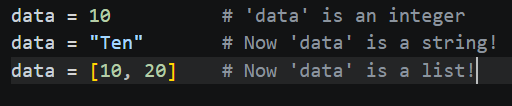 data = 10           # 'data' is an integer
data = "Ten"        # Now 'data' is a string!
data = [10, 20]     # Now 'data' is a list!